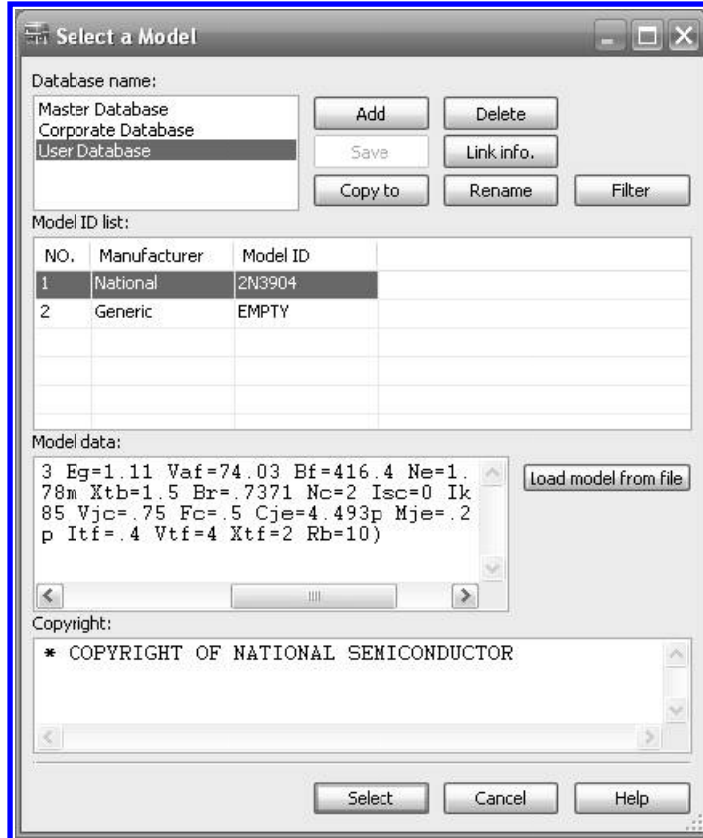 Select a Model
Database name:
Master Database
Corporate Database
User Database
Add Delete
Save Link info.
Copy to Rename Filter
Model ID list:
NO. Manufacturer Model ID
1 National 2N3904
2 Generic EMPTY
Model data:
3 Eg=1.11 Vaf=74.03 Bf=416.4 Ne=1.
78m Xtb=1.5 Br=.7371 Nc=2 Isc=0 Ik
85 Vjc=.75 Fc=.5 Cje=4.493p Mje=.2
p Itf=.4 Vtf=4 Xtf=2 Rb=10)
Load model from file
Copyright:
* COPYRIGHT OF NATIONAL SEMICONDUCTOR
Select Cancel Help